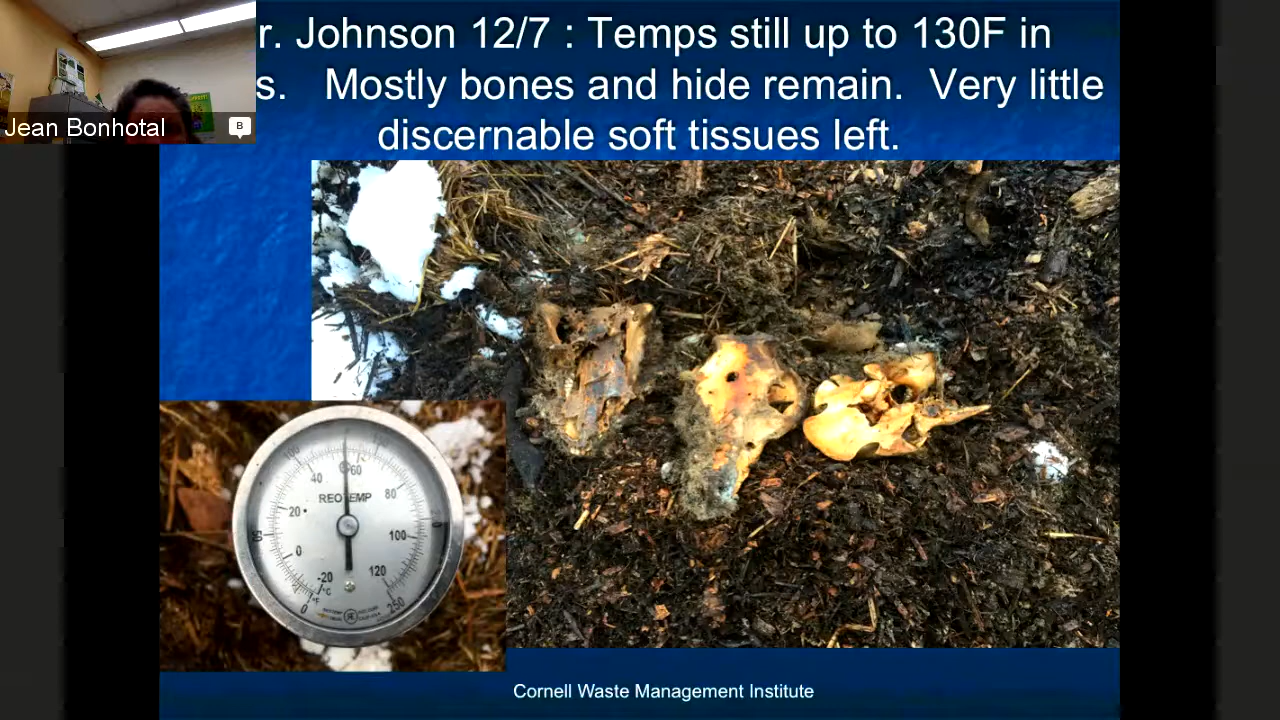 r. Johnson 12/7 : Temps still up to 130F in
s. Mostly bones and hide remain. Very little
discernable soft tissues left.
Jean Bonhotal
B
40
60
REOTEMP
80
20
100
0
-20
120
°C
°F
0
250
Cornell Waste Management Institute